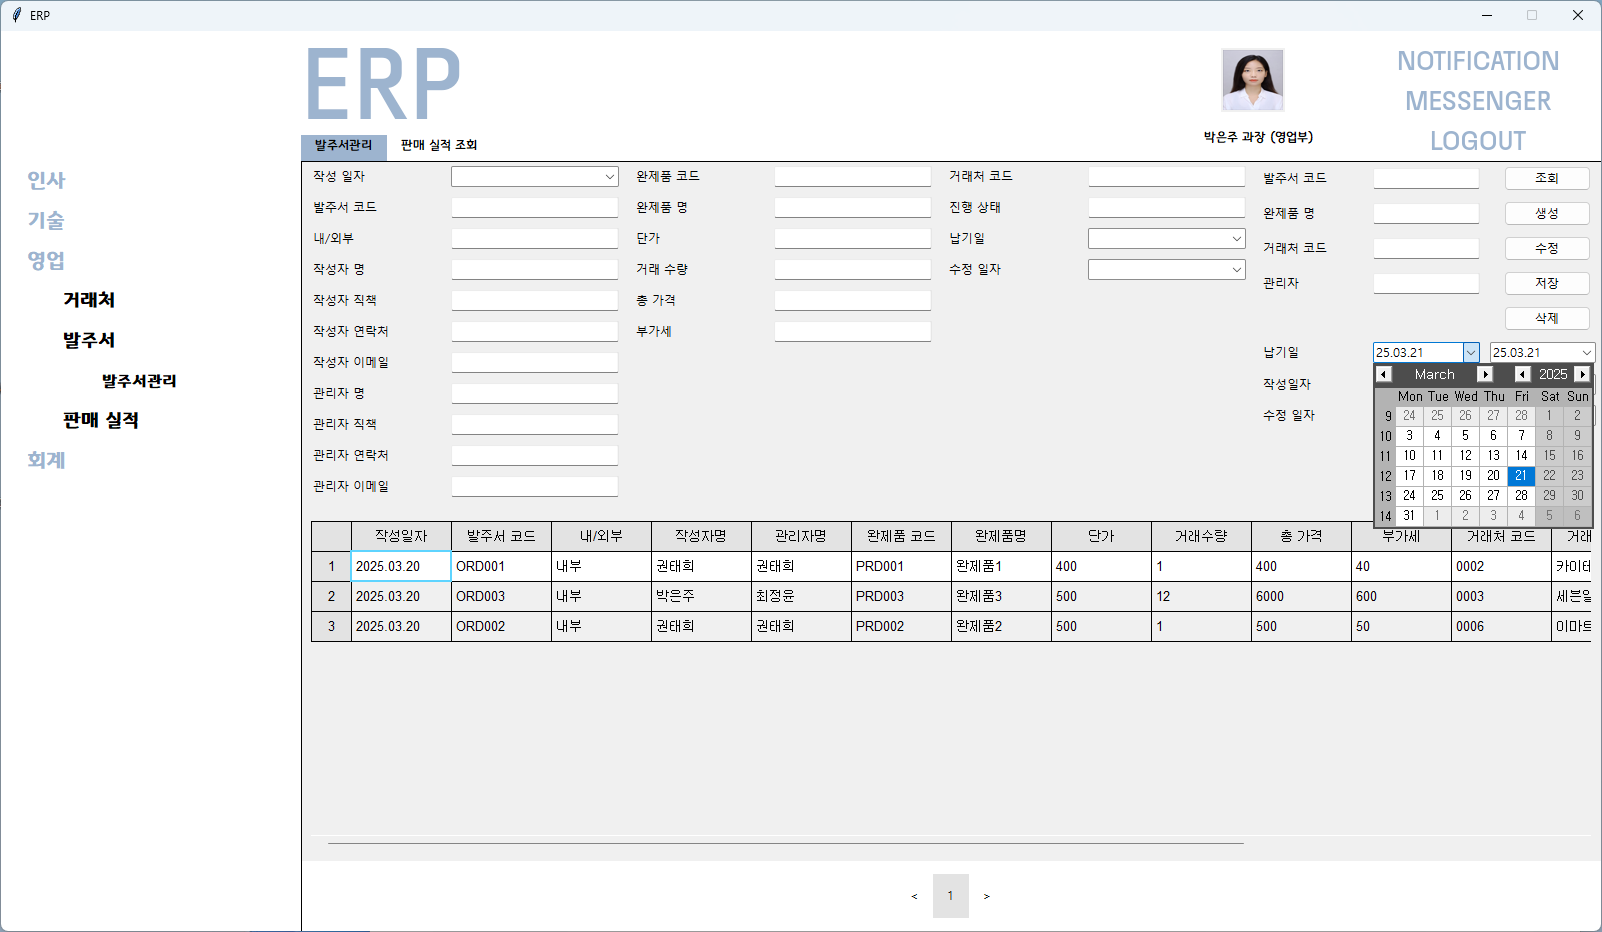 ERP
ERP
NOTIFICATION
MESSENGER
LOGOUT
박은주 과장 (영업부)
발주서관리
판매 실적 조회
인사
기술
영업
거래처
발주서
발주서관리
판매 실적
회계
작성 일자
발주서 코드
내/외부
작성자 명
작성자 직책
작성자 연락처
작성자 이메일
관리자 명
관리자 직책
관리자 연락처
관리자 이메일
완제품 코드
완제품 명
단가
거래 수량
총 가격
부가세
거래처 코드
진행 상태
납기일
수정 일자
발주서 코드
완제품 명
거래처 코드
관리자
조회
생성
수정
저장
삭제
납기일 25.03.21 25.03.21
작성일자
수정 일자
March 2025
Mon Tue Wed Thu Fri Sat Sun
9 24 25 26 27 28 1 2
10 3 4 5 6 7 8 9
11 10 11 12 13 14 15 16
12 17 18 19 20 21 22 23
13 24 25 26 27 28 29 30
14 31 1 2 3 4 5 6
작성일자 발주서 코드 내/외부 작성자명 관리자명 완제품 코드 완제품명 단가 거래수량 총 가격 부가세 거래처 코드 거래
1 2025.03.20 ORD001 내부 권태희 권태희 PRD001 완제품1 400 1 400 40 0002 카이테
2 2025.03.20 ORD003 내부 박은주 최정윤 PRD003 완제품3 500 12 6000 600 0003 세븐일
3 2025.03.20 ORD002 내부 권태희 권태희 PRD002 완제품2 500 1 500 50 0006 이마트
< 1 >